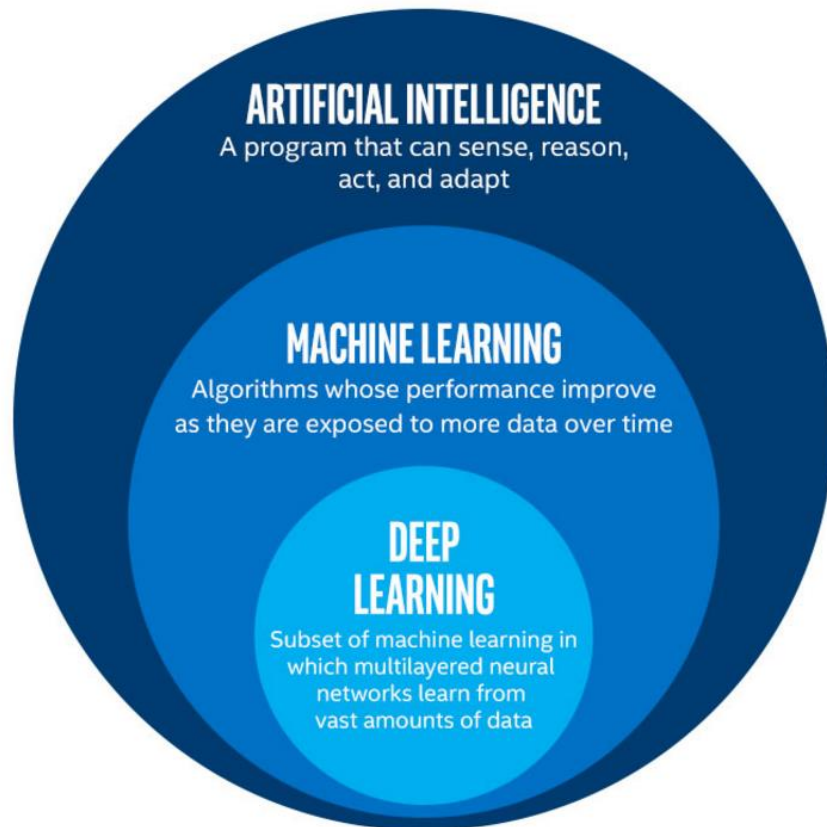 ARTIFICIAL INTELLIGENCE
A program that can sense, reason,
act, and adapt
MACHINE LEARNING
Algorithms whose performance improve
as they are exposed to more data over time
DEEP
LEARNING
Subset of machine learning in
which multilayered neural
networks learn from
vast amounts of data